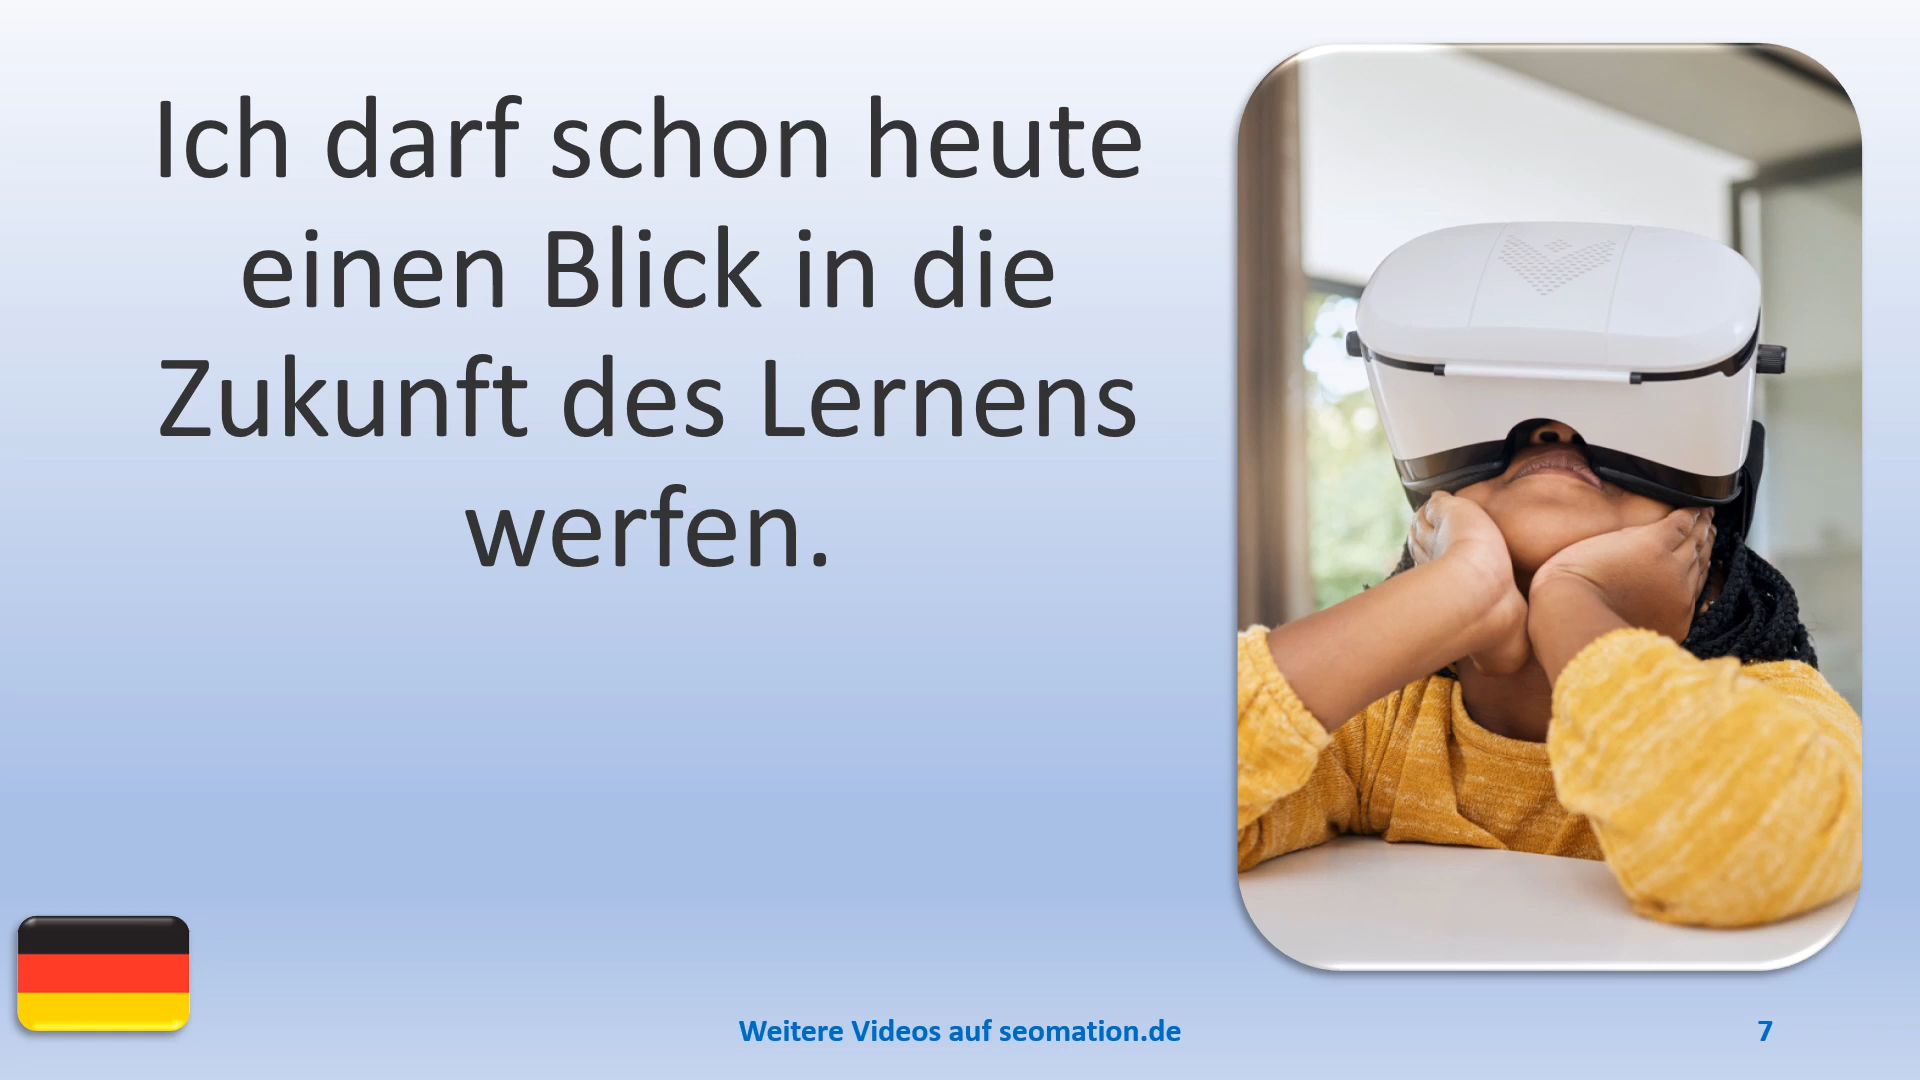 Ich darf schon heute
einen Blick in die
Zukunft des Lernens
werfen.
Weitere Videos auf seomation.de
7